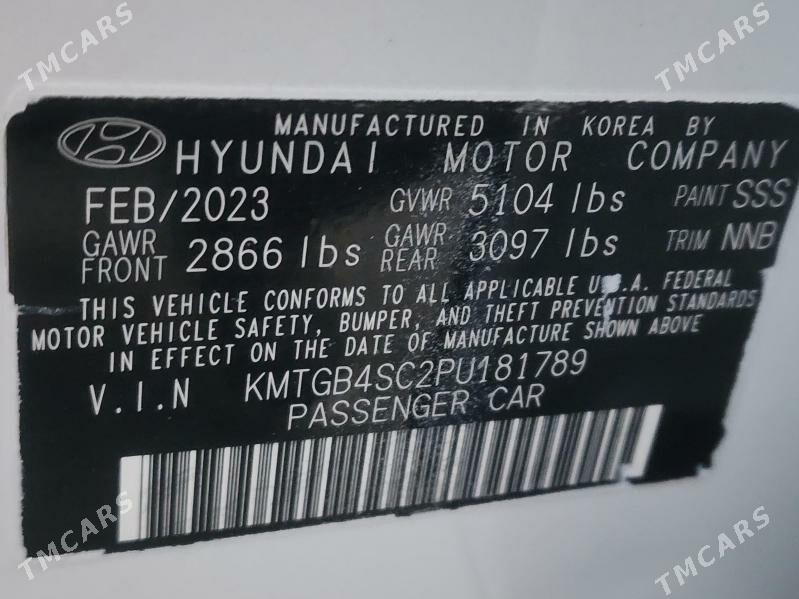 TMCARS
TMCARS
MANUFACTURED IN KOREA BY
HYUNDAI MOTOR COMPANY
FEB/2023 GVWR 5104 lbs PAINT SSS
GAWR FRONT 2866 lbs GAWR REAR 3097 lbs TRIM NNB
THIS VEHICLE CONFORMS TO ALL APPLICABLE U.S.A. FEDERAL
MOTOR VEHICLE SAFETY, BUMPER, AND THEFT PREVENTION STANDARDS
IN EFFECT ON THE DATE OF MANUFACTURE SHOWN ABOVE
V.I.N KMTGB4SC2PU181789
PASSENGER CAR
TMCARS
TMCARS